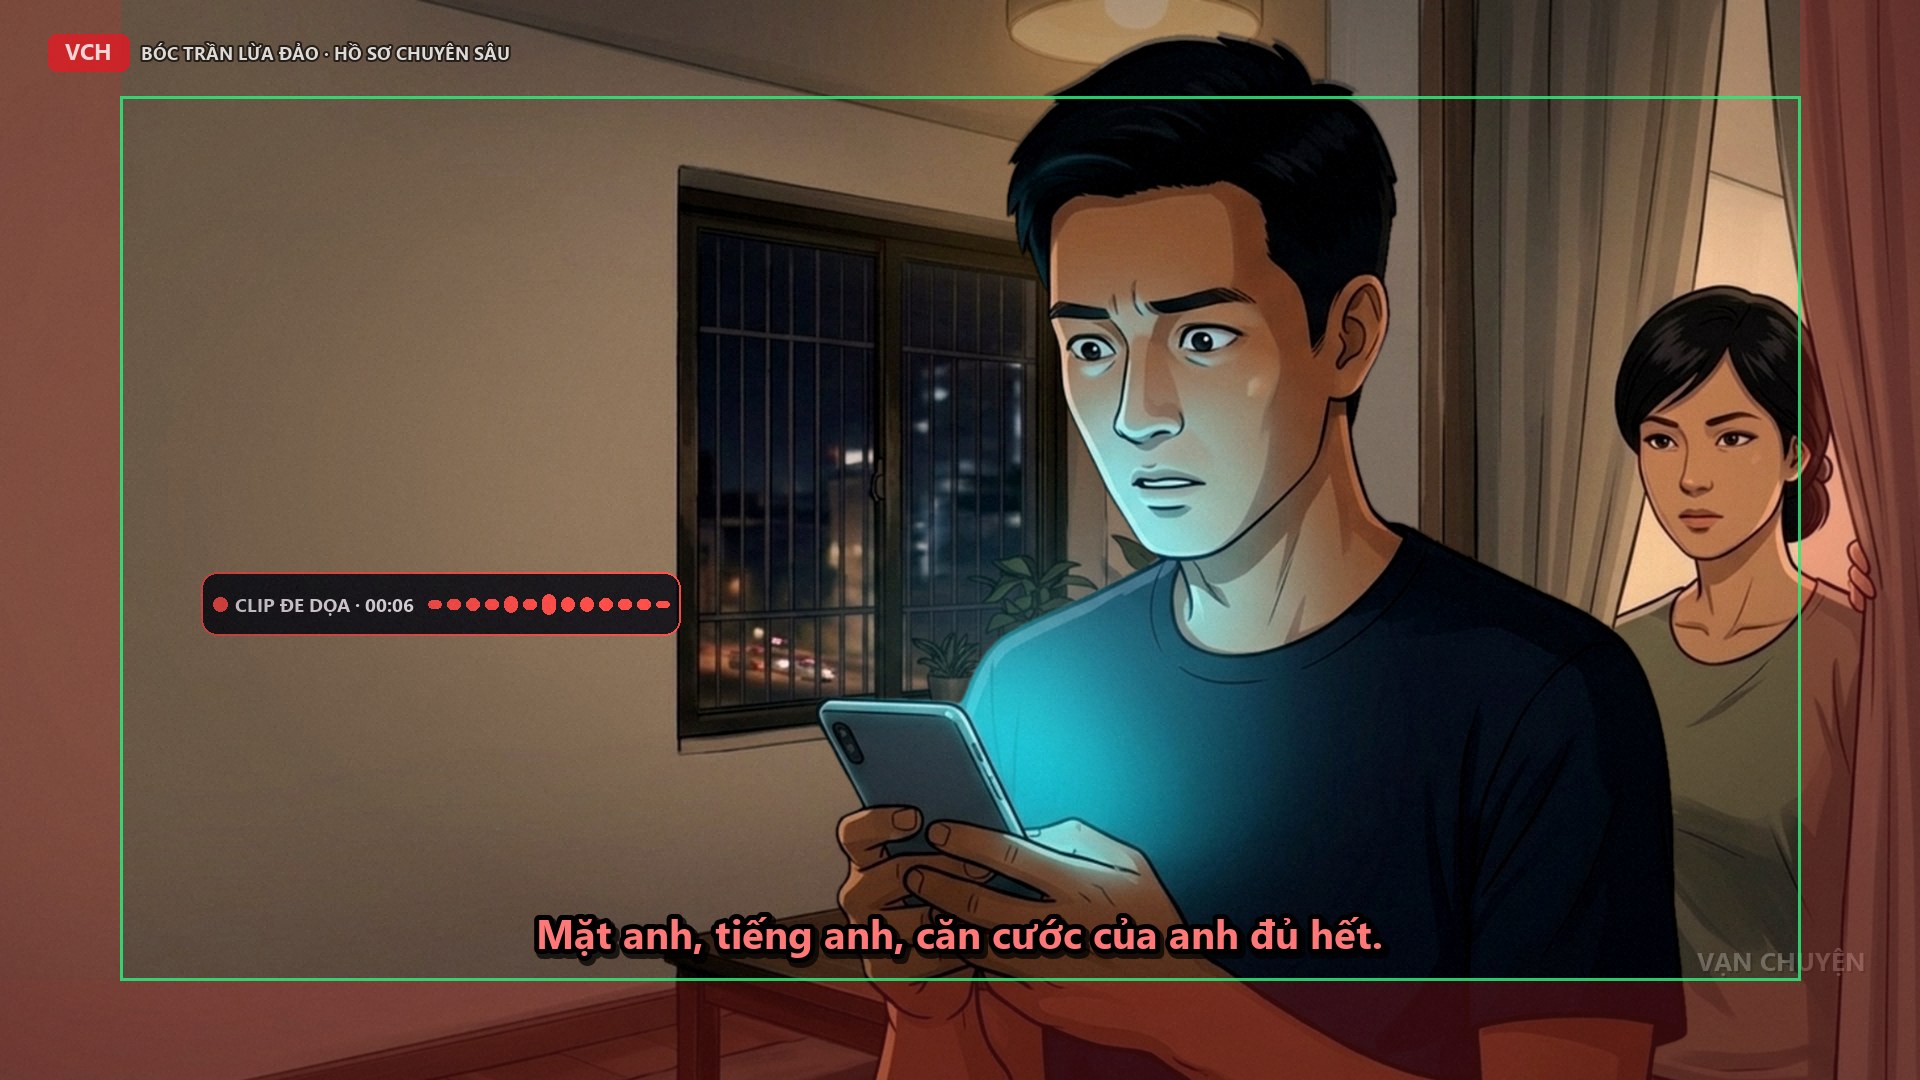 VCH BÓC TRẦN LỪA ĐẢO · HỒ SƠ CHUYÊN SÂU
CLIP ĐE DỌA · 00:06
Mặt anh, tiếng anh, căn cước của anh đủ hết.
VẠN CHUYỆN